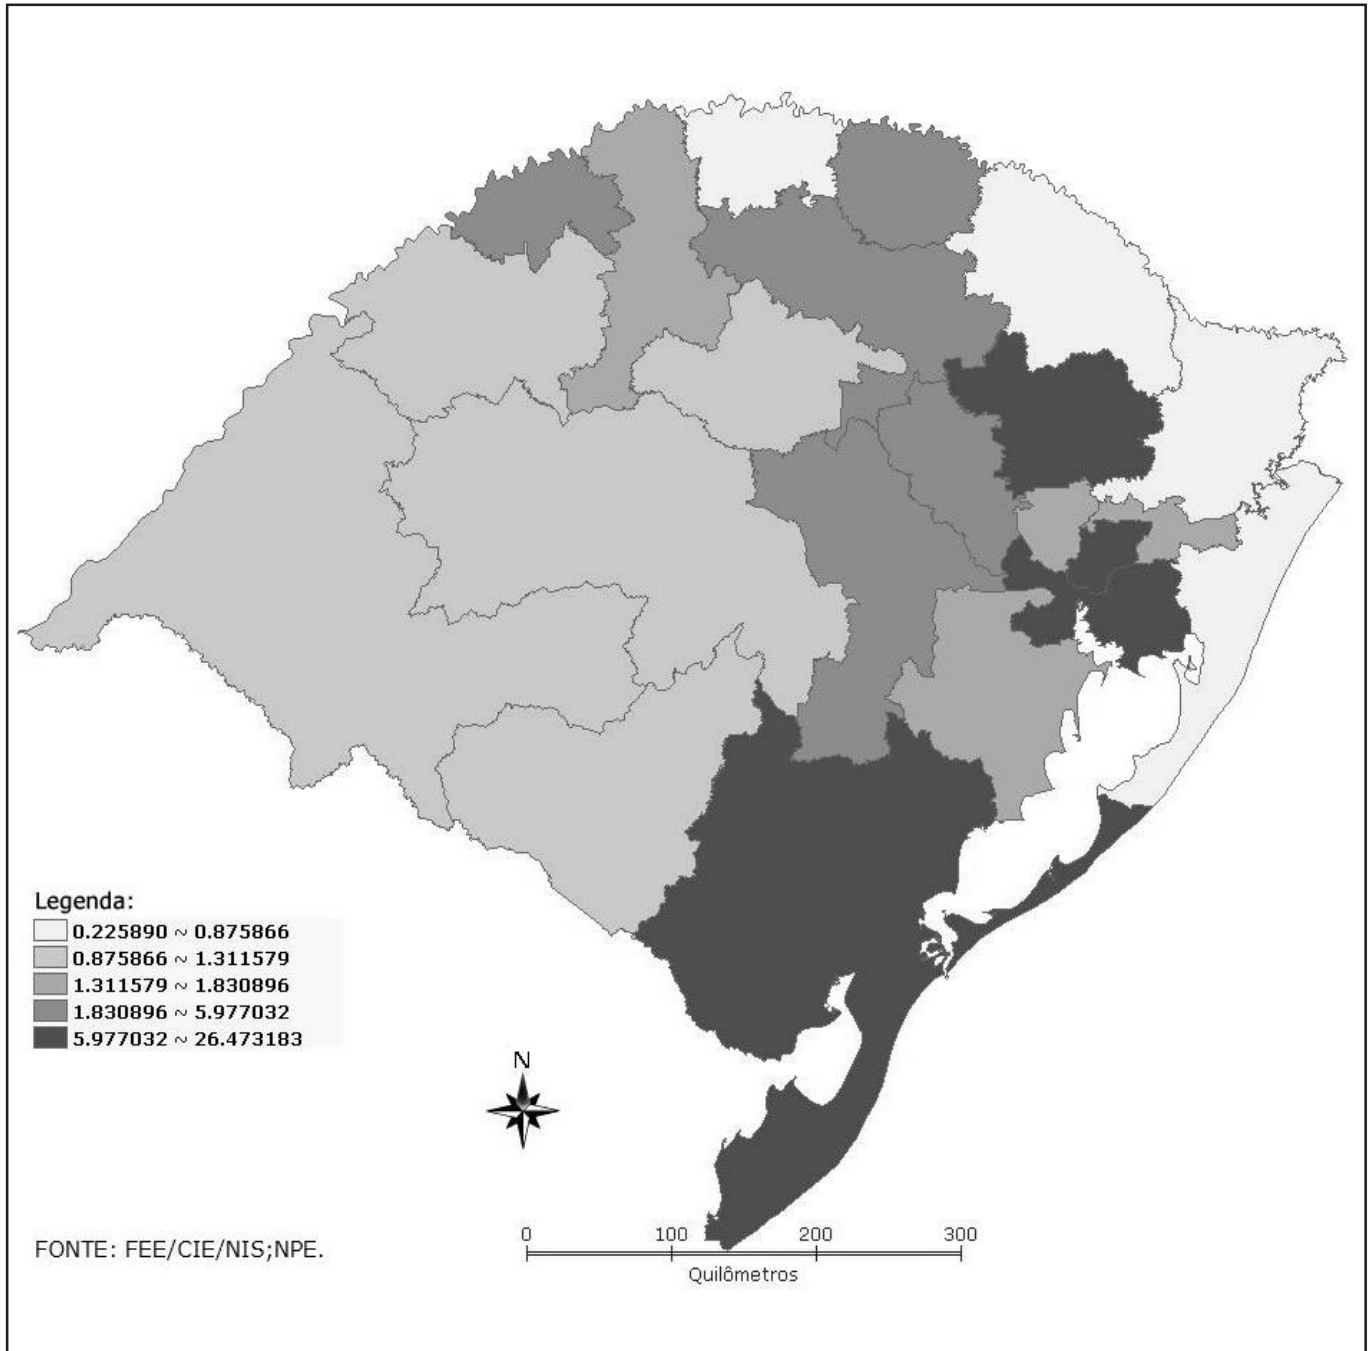 Legenda:
0.225890 ~ 0.875866
0.875866 ~ 1.311579
1.311579 ~ 1.830896
1.830896 ~ 5.977032
5.977032 ~ 26.473183
N
FONTE: FEE/CIE/NIS;NPE.
0 100 200 300
Quilômetros